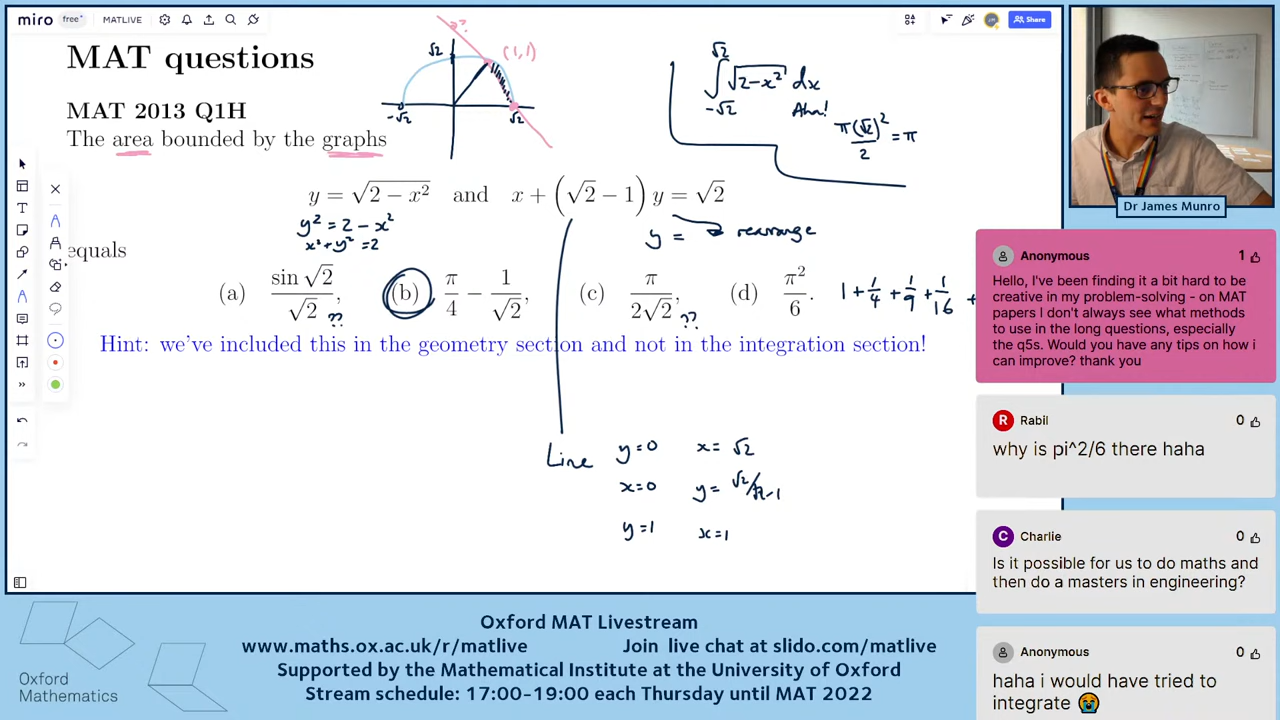 miro free MATLIVE Share
MAT questions
MAT 2013 Q1H
The area bounded by the graphs
√2
(1,1)
-√2
√2
∫ √2 -√2 √2-x² dx
Aha!
π(√2)²/2 = π
y = √2 − x² and x + (√2 − 1) y = √2
y² = 2 - x²
x² + y² = 2
y = → rearrange
equals
(a) sin √2/√2, (b) π/4 − 1/√2, (c) π/2√2, (d) π²/6. 1 + 1/4 + 1/9 + 1/16 +
?? ??
Hint: we've included this in the geometry section and not in the integration section!
Line y=0 x= √2
x=0 y= √2/√2-1
y=1 x=1
Dr James Munro
Anonymous 1
Hello, I've been finding it a bit hard to be
creative in my problem-solving - on MAT
papers I don't always see what methods
to use in the long questions, especially
the q5s. Would you have any tips on how i
can improve? thank you
R Rabil 0
why is pi^2/6 there haha
C Charlie 0
Is it possible for us to do maths and
then do a masters in engineering?
Anonymous 0
haha i would have tried to
integrate 😭
Oxford
Mathematics
Oxford MAT Livestream
www.maths.ox.ac.uk/r/matlive Join live chat at slido.com/matlive
Supported by the Mathematical Institute at the University of Oxford
Stream schedule: 17:00-19:00 each Thursday until MAT 2022